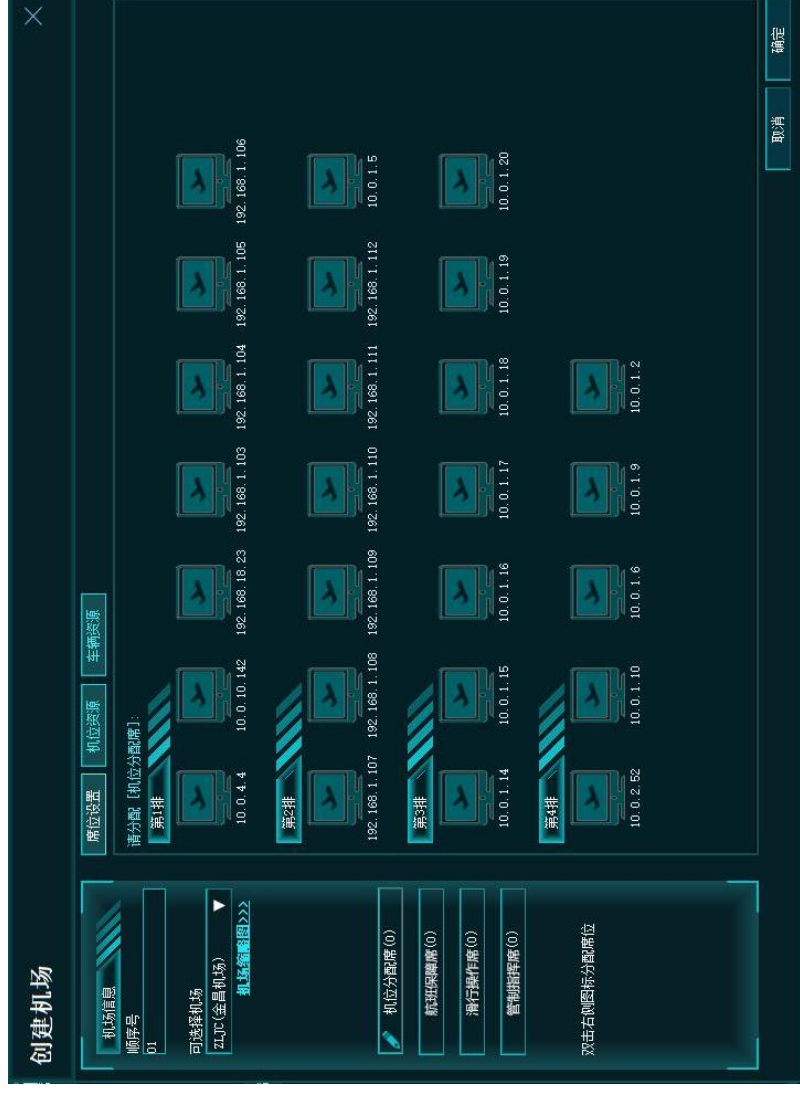 创建机场
机场信息
顺序号
01
可选择机场
ZLJC(金昌机场)
机场缩略图>>>
机位分配席(0)
航班保障席(0)
滑行操作席(0)
管制指挥席(0)
双击右侧图标分配席位
席位设置 机位资源 车辆资源
请分配 [机位分配席]:
第1排
10.0.4.4 10.0.10.142 192.168.18.23 192.168.1.103 192.168.1.104 192.168.1.105 192.168.1.106
第2排
192.168.1.107 192.168.1.108 192.168.1.109 192.168.1.110 192.168.1.111 192.168.1.112 10.0.1.5
第3排
10.0.1.14 10.0.1.15 10.0.1.16 10.0.1.17 10.0.1.18 10.0.1.19 10.0.1.20
第4排
10.0.2.52 10.0.1.10 10.0.1.6 10.0.1.9 10.0.1.2
取消 确定